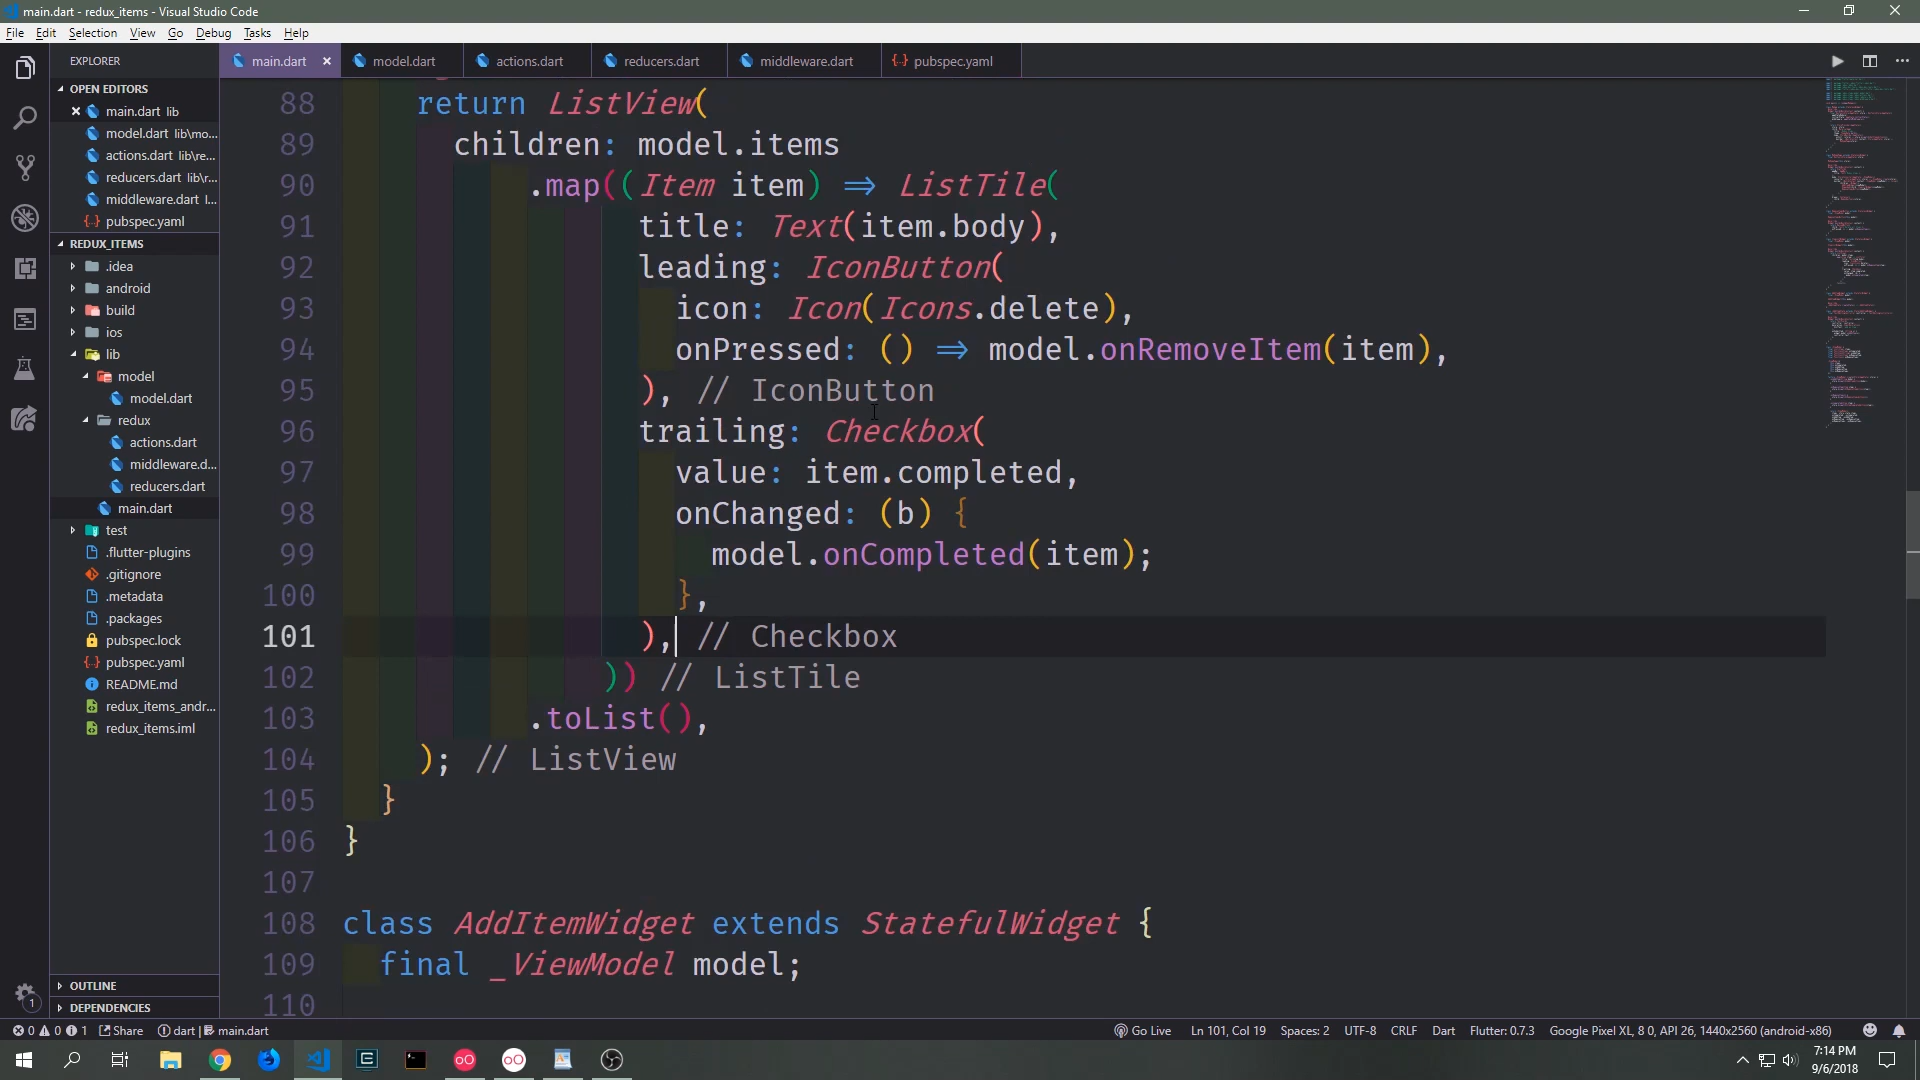 main.dart - redux_items - Visual Studio Code
File Edit Selection View Go Debug Tasks Help
EXPLORER
OPEN EDITORS
main.dart lib
model.dart lib\mo...
actions.dart lib\re...
reducers.dart lib\r...
middleware.dart l...
pubspec.yaml
REDUX_ITEMS
.idea
android
build
ios
lib
model
model.dart
redux
actions.dart
middleware.d...
reducers.dart
main.dart
test
.flutter-plugins
.gitignore
.metadata
.packages
pubspec.lock
pubspec.yaml
README.md
redux_items_andr...
redux_items.iml
OUTLINE
DEPENDENCIES
1
main.dart × model.dart actions.dart reducers.dart middleware.dart pubspec.yaml
88 return ListView(
89 children: model.items
90 .map((Item item) => ListTile(
91 title: Text(item.body),
92 leading: IconButton(
93 icon: Icon(Icons.delete),
94 onPressed: () => model.onRemoveItem(item),
95 ), // IconButton
96 trailing: Checkbox(
97 value: item.completed,
98 onChanged: (b) {
99 model.onCompleted(item);
100 },
101 ), // Checkbox
102 )) // ListTile
103 .toList(),
104 ); // ListView
105 }
106 }
107
108 class AddItemWidget extends StatefulWidget {
109 final _ViewModel model;
110
0 0 1 Share dart | main.dart Go Live Ln 101, Col 19 Spaces: 2 UTF-8 CRLF Dart Flutter: 0.7.3 Google Pixel XL, 8 0, API 26, 1440x2560 (android-x86)
7:14 PM
9/6/2018